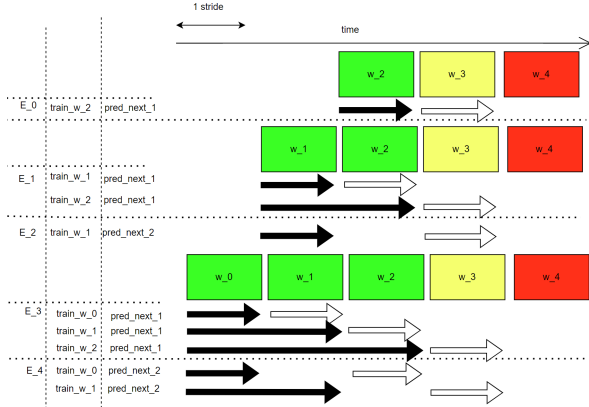 1 stride
time
w_2 w_3 w_4
E_0 train_w_2 pred_next_1
w_1 w_2 w_3 w_4
E_1 train_w_1 pred_next_1
train_w_2 pred_next_1
E_2 train_w_1 pred_next_2
w_0 w_1 w_2 w_3 w_4
E_3 train_w_0 pred_next_1
train_w_1 pred_next_1
train_w_2 pred_next_1
E_4 train_w_0 pred_next_2
train_w_1 pred_next_2